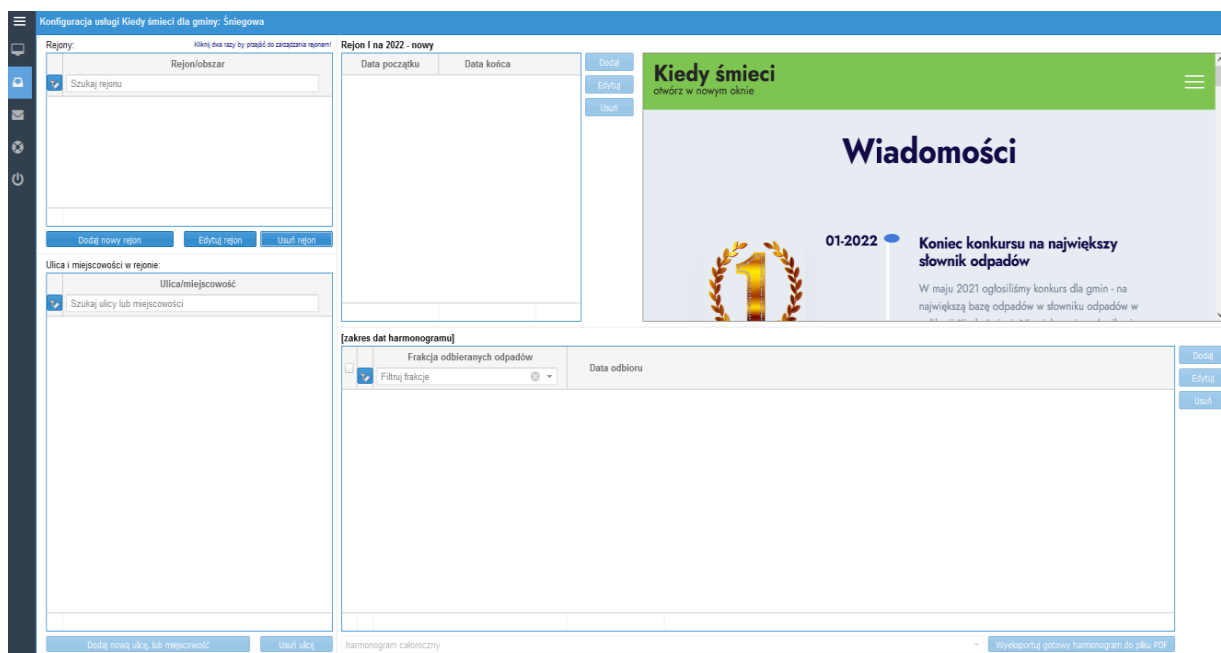 Konfiguracja usługi Kiedy śmieci dla gminy: Śniegowa
Rejony:
Kliknij dwa razy by przejść do zarządzania rejonem!
Rejon/obszar
Szukaj rejonu
Dodaj nowy rejon
Edytuj rejon
Usuń rejon
Ulica i miejscowości w rejonie:
Ulica/miejscowość
Szukaj ulicy lub miejscowości
Dodaj nową ulicę, lub miejscowość
Usuń ulicę
Rejon I na 2022 - nowy
Data początku
Data końca
Dodaj
Edytuj
Usuń
Kiedy śmieci
otwórz w nowym oknie
Wiadomości
1
01-2022
Koniec konkursu na największy
słownik odpadów
W maju 2021 ogłosiliśmy konkurs dla gmin - na
największą bazę odpadów w słowniku odpadów w
[zakres dat harmonogramu]
Frakcja odbieranych odpadów
Filtruj frakcje
Data odbioru
Dodaj
Edytuj
Usuń
harmonogram całoroczny
Wyeksportuj gotowy harmonogram do pliku PDF